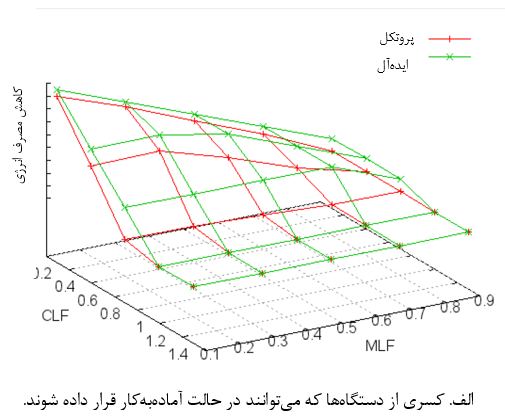 پروتکل
ایده‌آل
کاهش مصرف انرژی
0.2 0.4 0.6 0.8 1 1.2 1.4
CLF
0.1 0.2 0.3 0.4 0.5 0.6 0.7 0.8 0.9
MLF
الف. کسری از دستگاه‌ها که می‌توانند در حالت آماده‌به‌کار قرار داده شوند.